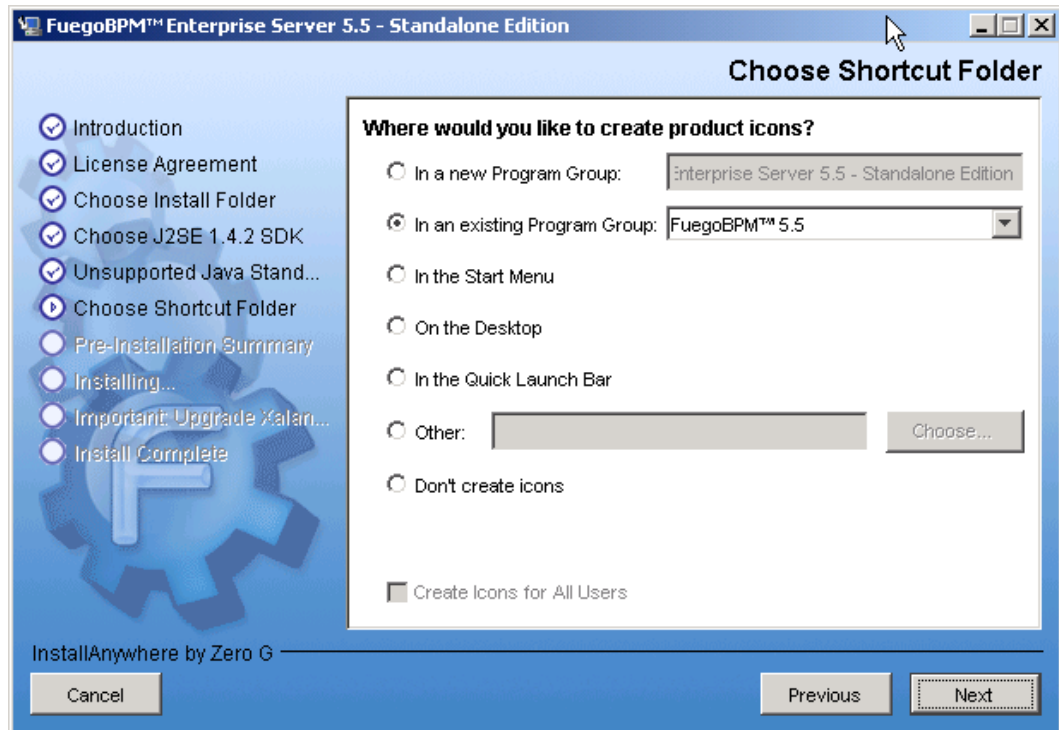 FuegoBPM™ Enterprise Server 5.5 - Standalone Edition
Choose Shortcut Folder
Introduction
License Agreement
Choose Install Folder
Choose J2SE 1.4.2 SDK
Unsupported Java Stand...
Choose Shortcut Folder
Pre-Installation Summary
Installing...
Important: Upgrade Xalan...
Install Complete
Where would you like to create product icons?
In a new Program Group: Enterprise Server 5.5 - Standalone Edition
In an existing Program Group: FuegoBPM™ 5.5
In the Start Menu
On the Desktop
In the Quick Launch Bar
Other: Choose...
Don't create icons
Create Icons for All Users
InstallAnywhere by Zero G
Cancel Previous Next